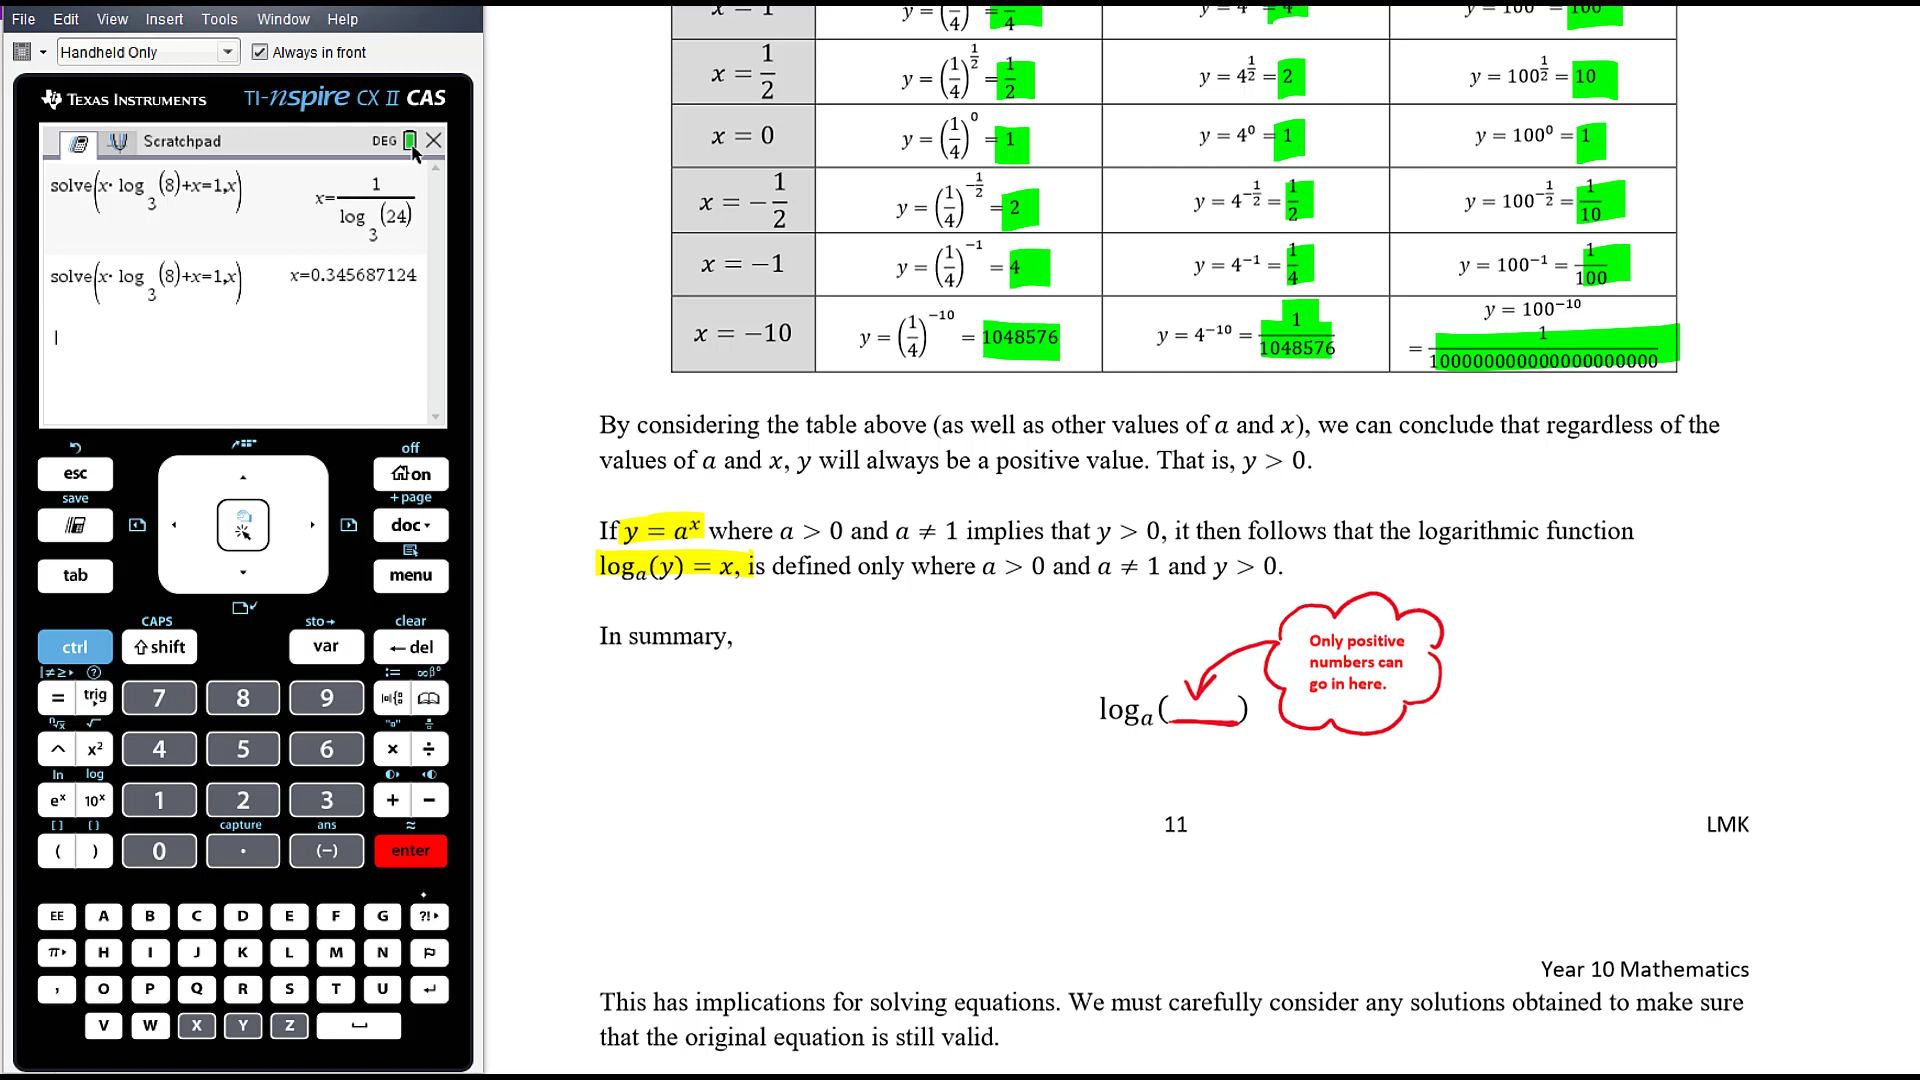 File Edit View Insert Tools Window Help
Handheld Only Always in front
TEXAS INSTRUMENTS TI-nspire CX II CAS
Scratchpad DEG
solve(x·log₃(8)+x=1,x) x=1/log₃(24)
solve(x·log₃(8)+x=1,x) x=0.345687124
off
esc on
save +page
doc
tab menu
CAPS sto→ clear
ctrl shift var ←del
= trig 7 8 9
^ x² 4 5 6 × ÷
ln log
eˣ 10ˣ 1 2 3 + −
[ ] { } capture ans ≈
( ) 0 . (−) enter
EE A B C D E F G ?!▸
π▸ H I J K L M N
, O P Q R S T U ↵
V W X Y Z
x = 1/2 y = (1/4)^(1/2) = 1/2 y = 4^(1/2) = 2 y = 100^(1/2) = 10
x = 0 y = (1/4)^0 = 1 y = 4^0 = 1 y = 100^0 = 1
x = −1/2 y = (1/4)^(−1/2) = 2 y = 4^(−1/2) = 1/2 y = 100^(−1/2) = 1/10
x = −1 y = (1/4)^(−1) = 4 y = 4^(−1) = 1/4 y = 100^(−1) = 1/100
x = −10 y = (1/4)^(−10) = 1048576 y = 4^(−10) = 1/1048576 y = 100^(−10)
= 1/100000000000000000000
By considering the table above (as well as other values of a and x), we can conclude that regardless of the
values of a and x, y will always be a positive value. That is, y > 0.
If y = aˣ where a > 0 and a ≠ 1 implies that y > 0, it then follows that the logarithmic function
logₐ(y) = x, is defined only where a > 0 and a ≠ 1 and y > 0.
In summary,
Only positive
numbers can
go in here.
logₐ(____)
11 LMK
Year 10 Mathematics
This has implications for solving equations. We must carefully consider any solutions obtained to make sure
that the original equation is still valid.